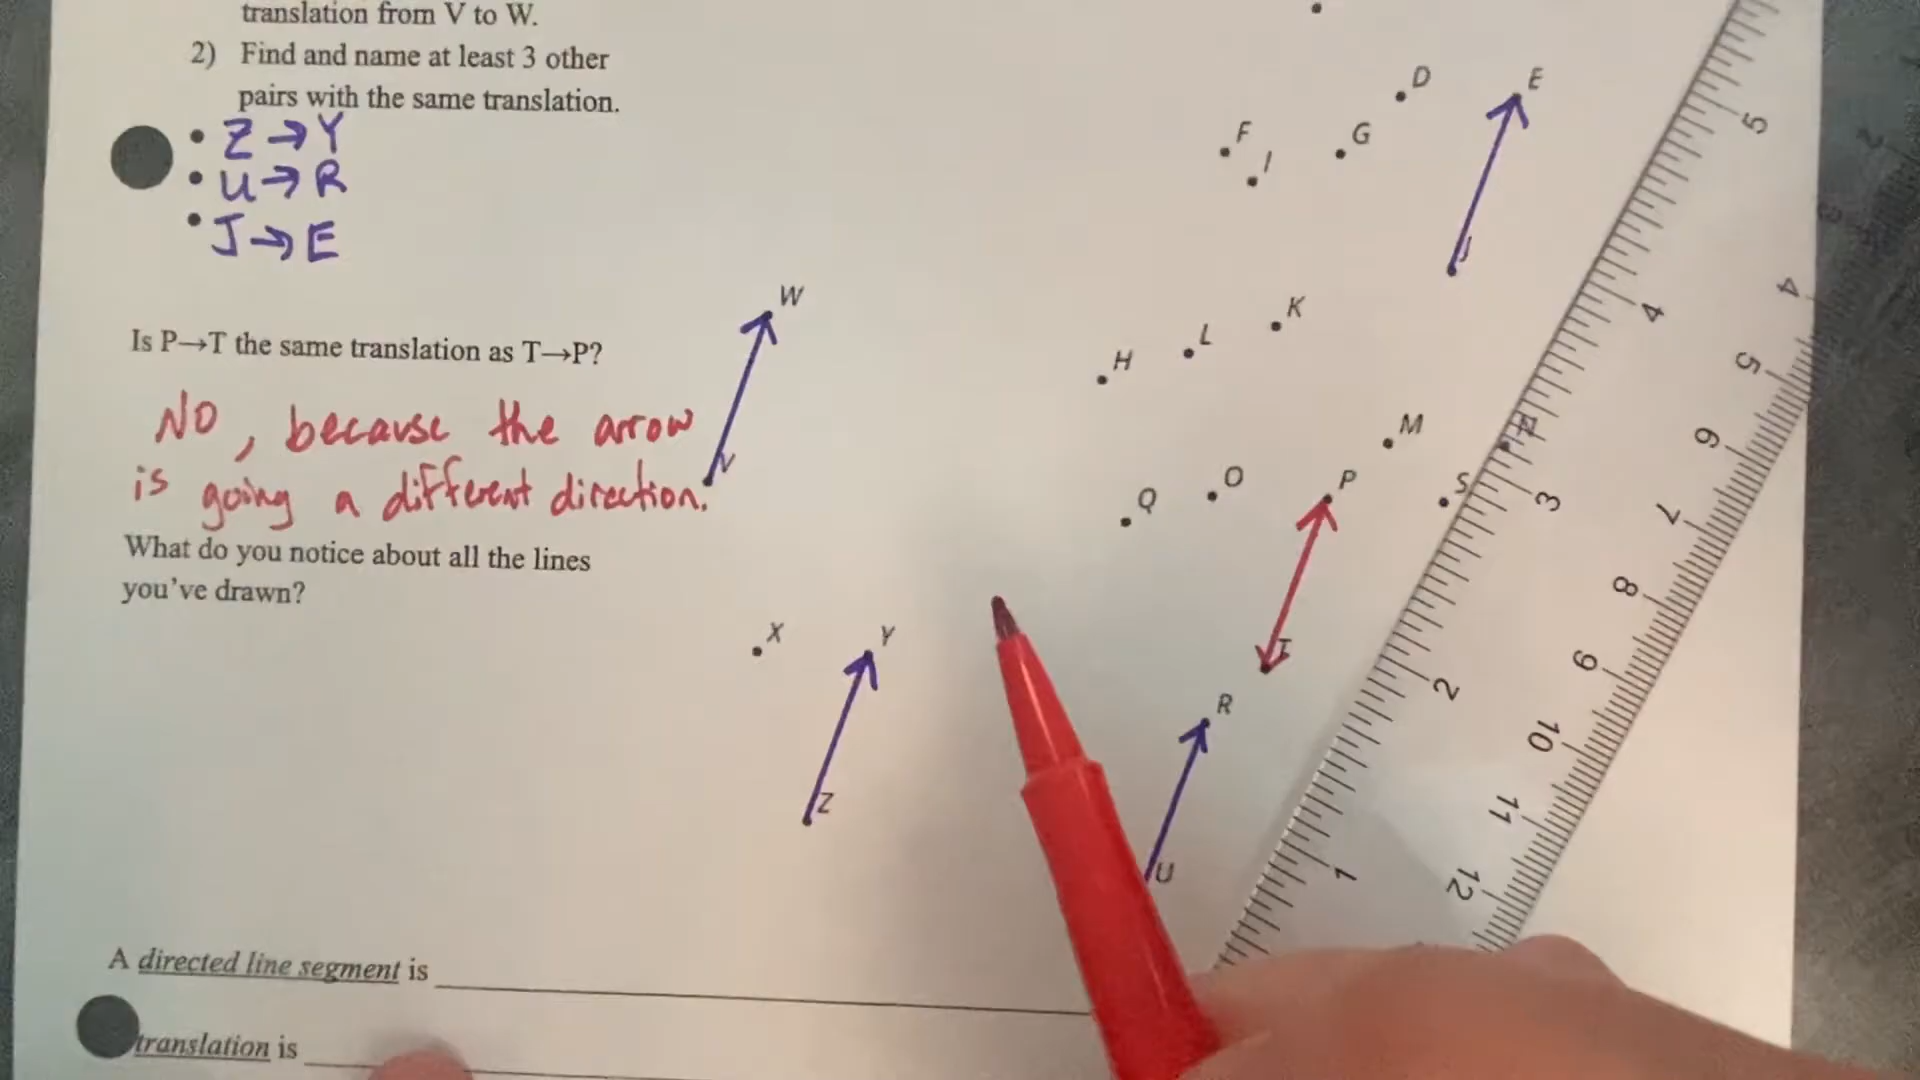 translation from V to W.
2) Find and name at least 3 other
pairs with the same translation.
• Z → Y
• U → R
• J → E
Is P→T the same translation as T→P?
NO, because the arrow
is going a different direction.
What do you notice about all the lines
you've drawn?
A directed line segment is
translation is
D
E
F
G
I
J
W
K
L
H
V
M
P
S
O
Q
T
X
Y
R
Z
U
5
4
3
2
1
4
5
6
7
8
9
10
11
12